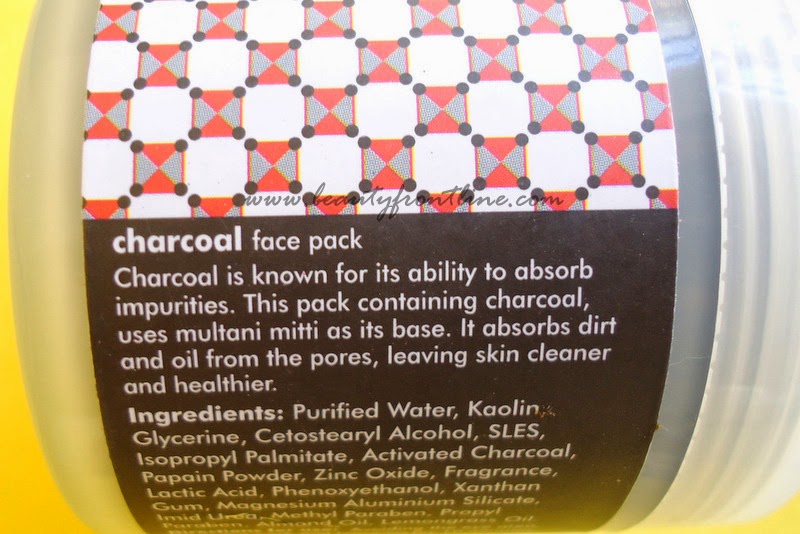 www.beautyfrontline.com
charcoal face pack
Charcoal is known for its ability to absorb
impurities. This pack containing charcoal,
uses multani mitti as its base. It absorbs dirt
and oil from the pores, leaving skin cleaner
and healthier.
Ingredients: Purified Water, Kaolin,
Glycerine, Cetostearyl Alcohol, SLES,
Isopropyl Palmitate, Activated Charcoal,
Papain Powder, Zinc Oxide, Fragrance,
Lactic Acid, Phenoxyethanol, Xanthan
Gum, Magnesium Aluminium Silicate,
Imid Urea, Methyl Paraben, Propyl
Paraben, Almond Oil, Lemongrass Oil